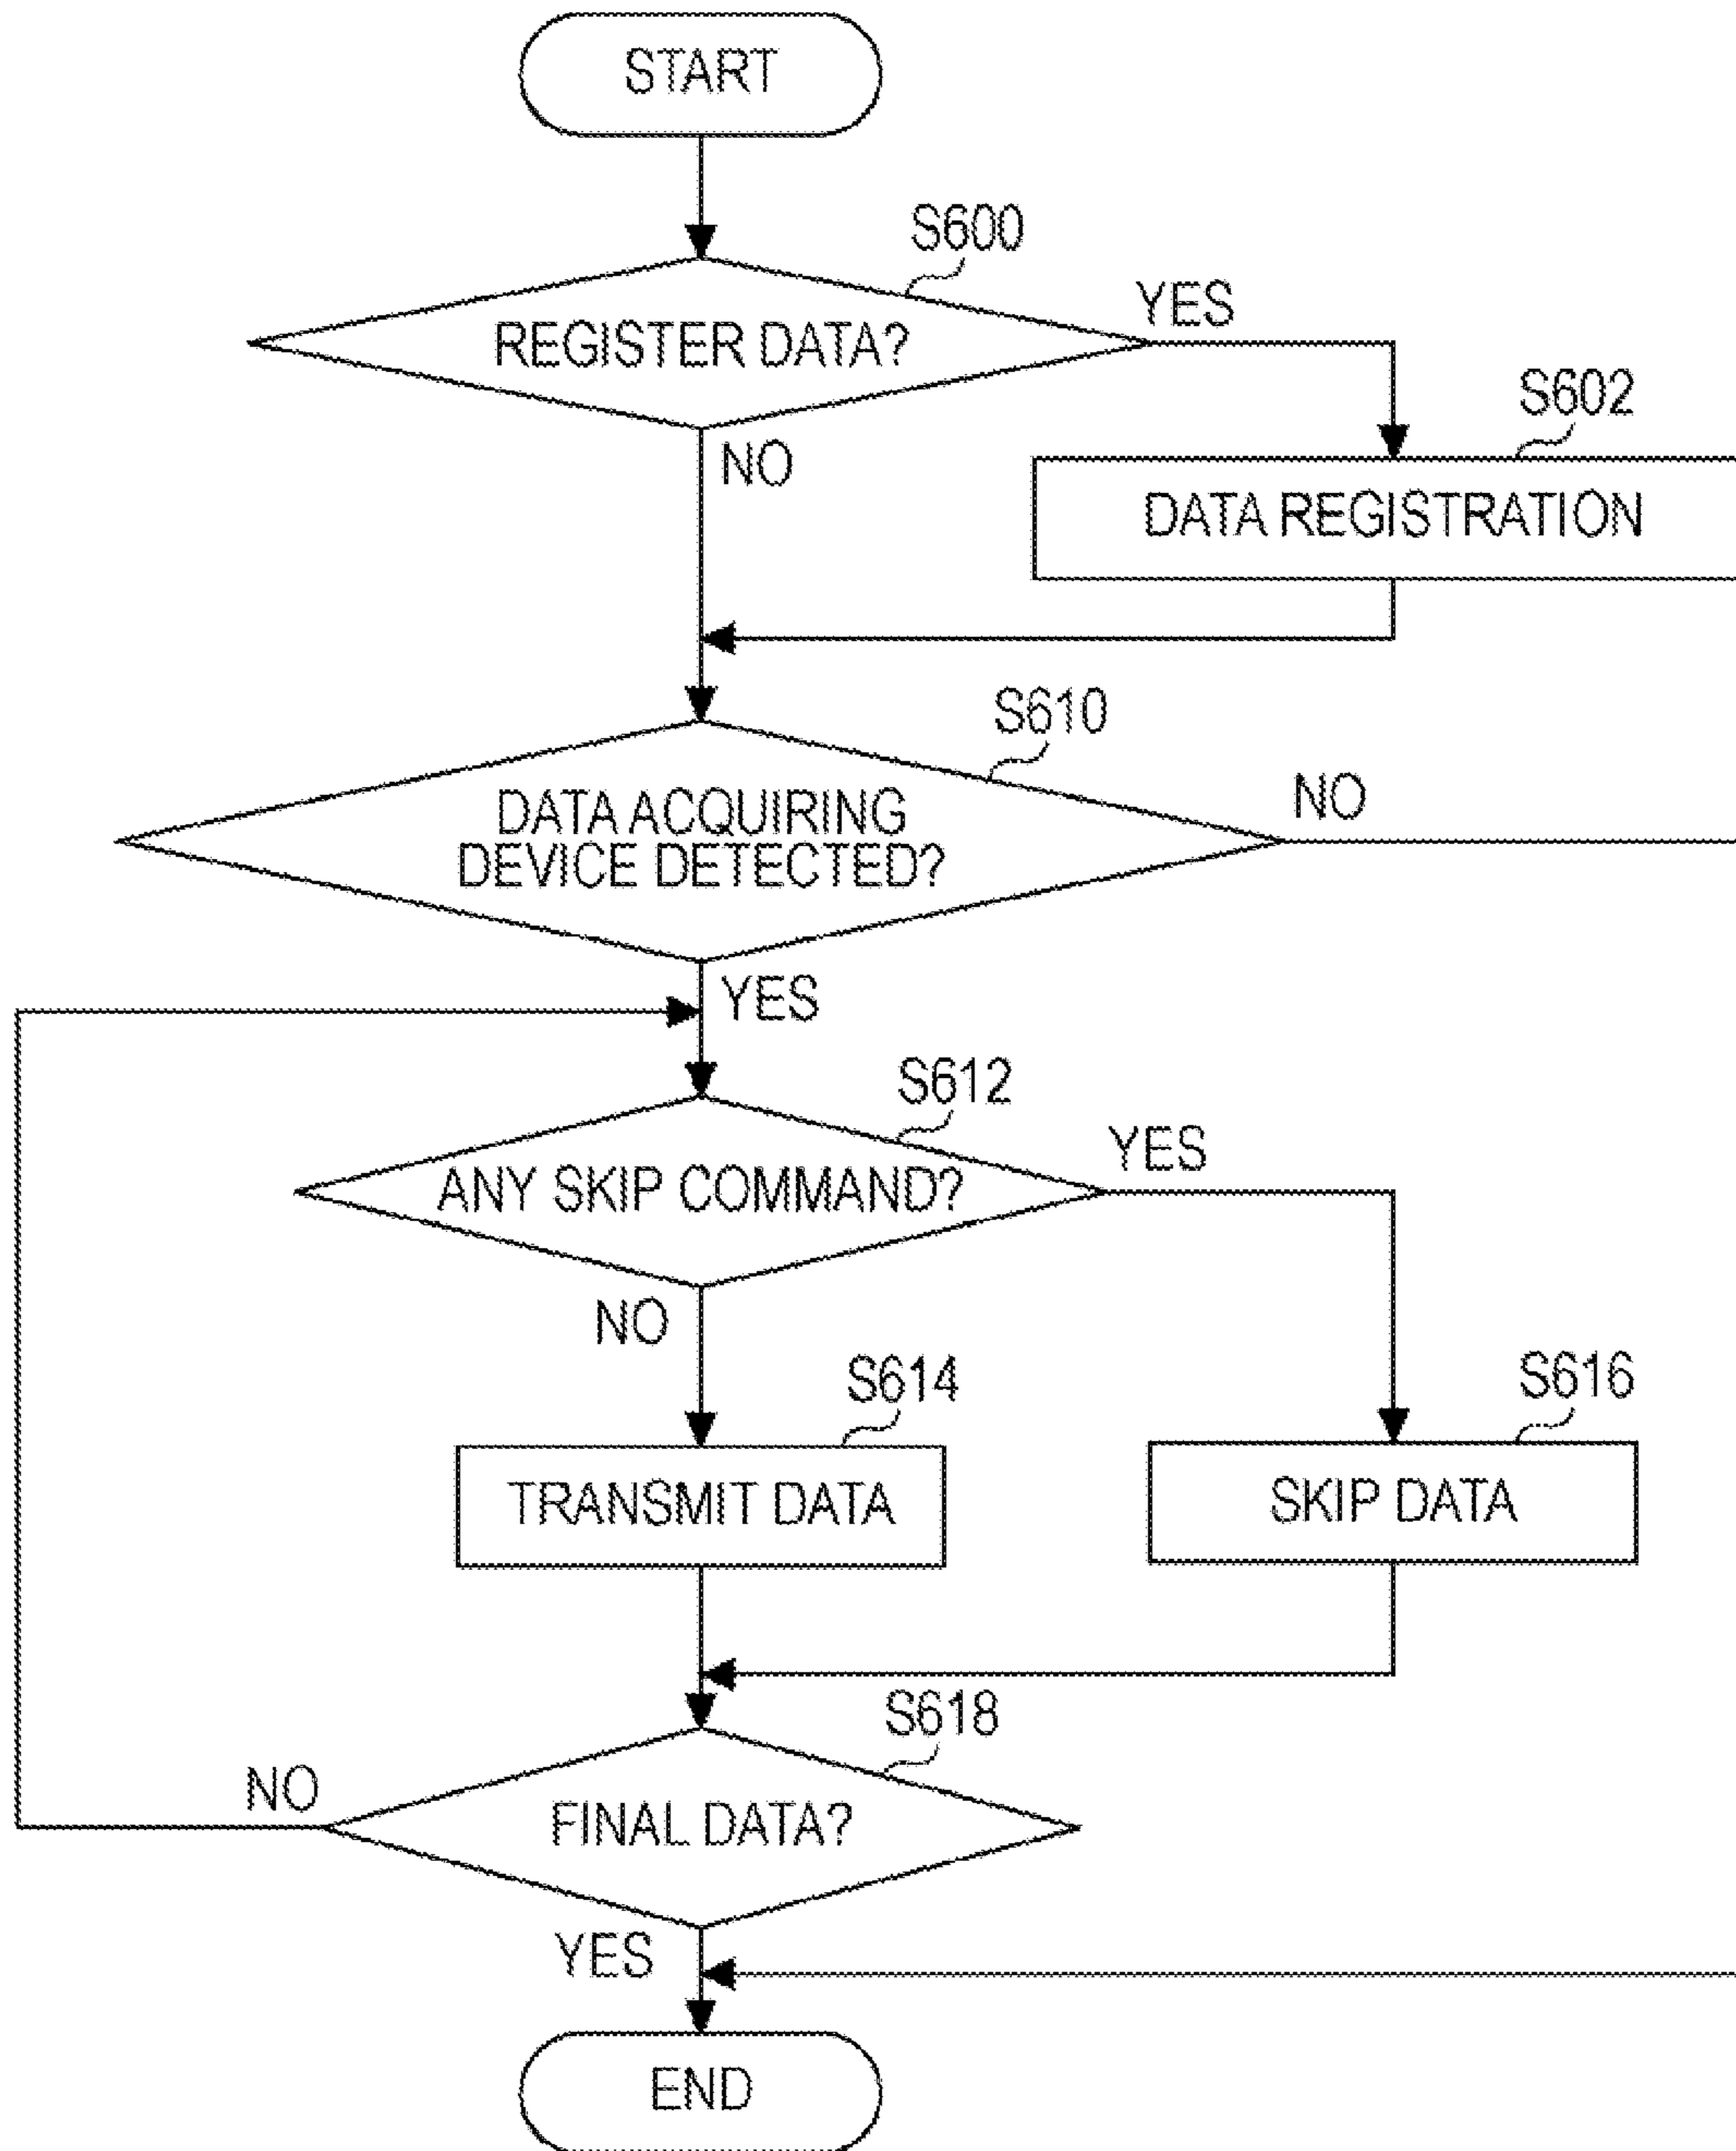 START
S600
REGISTER DATA?
YES
NO
S602
DATA REGISTRATION
S610
DATA ACQUIRING
DEVICE DETECTED?
NO
YES
S612
ANY SKIP COMMAND?
YES
NO
S614
TRANSMIT DATA
S616
SKIP DATA
S618
FINAL DATA?
NO
YES
END